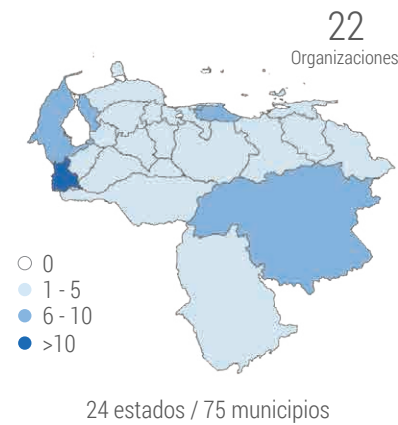 22
Organizaciones
0
1 - 5
6 - 10
>10
24 estados / 75 municipios